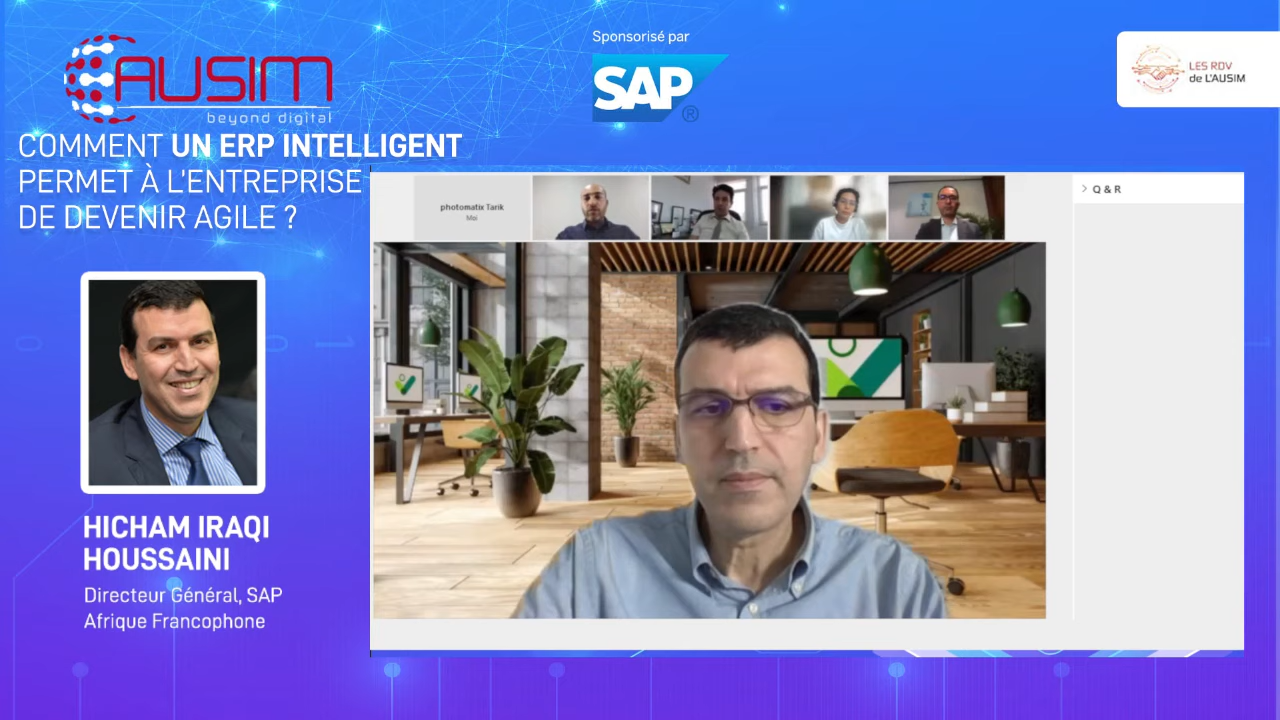 AUSIM
beyond digital
COMMENT UN ERP INTELLIGENT
PERMET À L'ENTREPRISE
DE DEVENIR AGILE ?
Sponsorisé par
SAP
®
LES RDV
de L'AUSIM
photomatix Tarik
Moi
Q & R
HICHAM IRAQI
HOUSSAINI
Directeur Général, SAP
Afrique Francophone